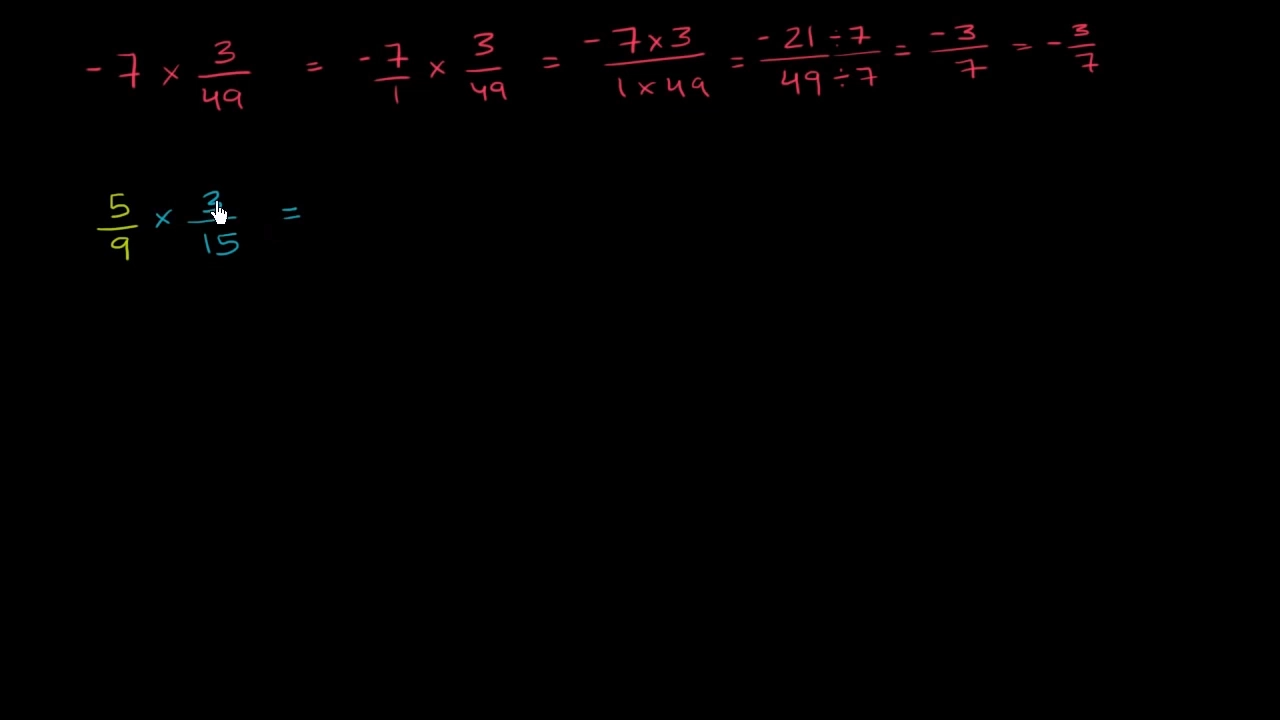 -7 × 3/49 = -7/1 × 3/49 = -7×3/1×49 = -21÷7/49÷7 = -3/7 = -3/7
5/9 × 3/15 =